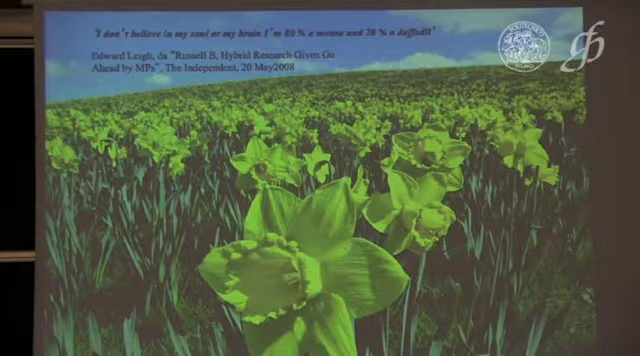 "I don't believe in my soul or my brain I'm 80 % a mouse and 20 % a daffodil"
Edward Leigh, da "Russell B, Hybrid Research Given Go
Ahead by MPs", The Independent, 20 May2008